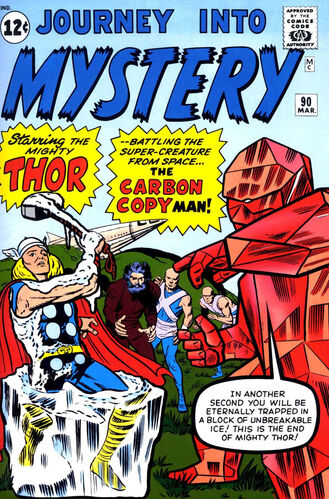 IND.
12¢
JOURNEY INTO
MYSTERY
APPROVED
BY THE
COMICS
CODE
AUTHORITY
MC
90
MAR.
Starring the
Mighty
THOR
--BATTLING THE
SUPER-CREATURE
FROM SPACE...
THE
CARBON
COPY MAN!
IN ANOTHER
SECOND YOU WILL BE
ETERNALLY TRAPPED IN
A BLOCK OF UNBREAKABLE
ICE! THIS IS THE END
OF MIGHTY THOR!